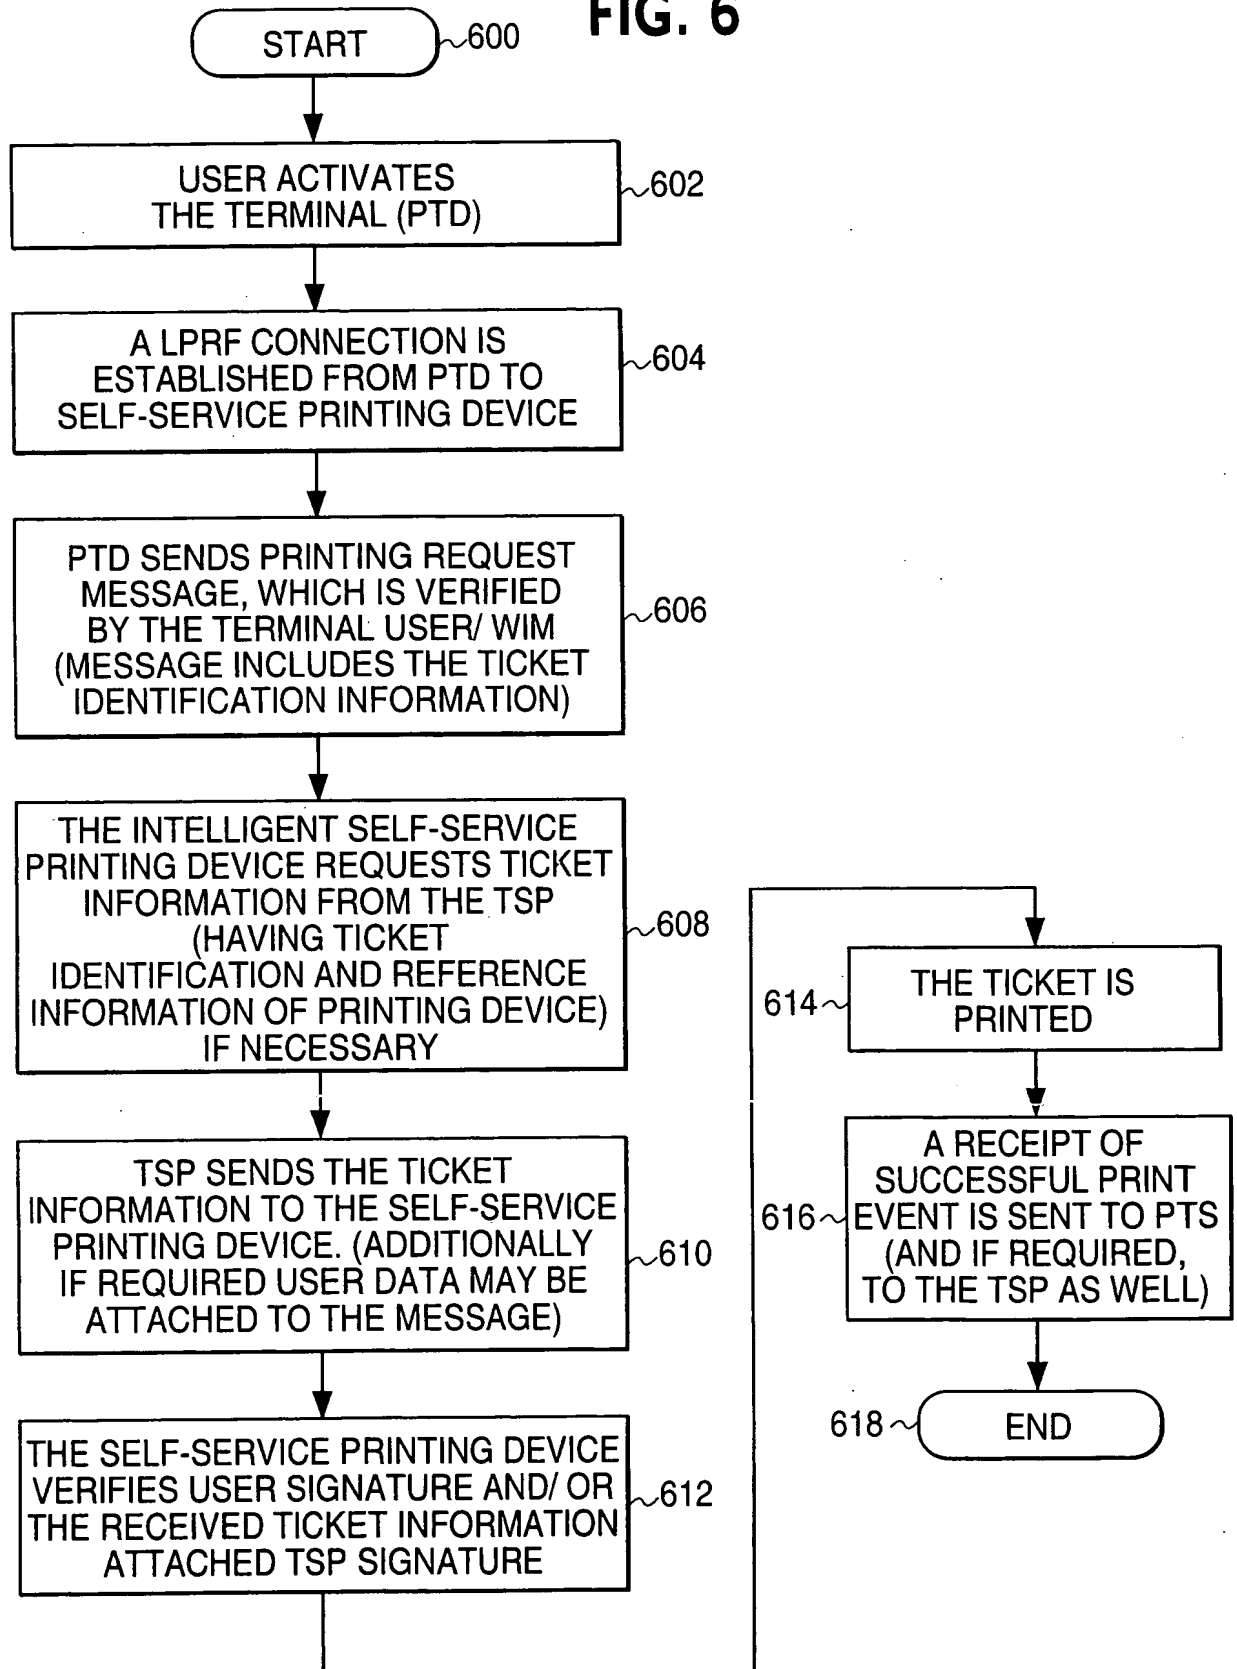 FIG. 6
START
600
USER ACTIVATES
THE TERMINAL (PTD)
602
A LPRF CONNECTION IS
ESTABLISHED FROM PTD TO
SELF-SERVICE PRINTING DEVICE
604
PTD SENDS PRINTING REQUEST
MESSAGE, WHICH IS VERIFIED
BY THE TERMINAL USER/ WIM
(MESSAGE INCLUDES THE TICKET
IDENTIFICATION INFORMATION)
606
THE INTELLIGENT SELF-SERVICE
PRINTING DEVICE REQUESTS TICKET
INFORMATION FROM THE TSP
(HAVING TICKET
IDENTIFICATION AND REFERENCE
INFORMATION OF PRINTING DEVICE)
IF NECESSARY
608
TSP SENDS THE TICKET
INFORMATION TO THE SELF-SERVICE
PRINTING DEVICE. (ADDITIONALLY
IF REQUIRED USER DATA MAY BE
ATTACHED TO THE MESSAGE)
610
THE SELF-SERVICE PRINTING DEVICE
VERIFIES USER SIGNATURE AND/ OR
THE RECEIVED TICKET INFORMATION
ATTACHED TSP SIGNATURE
612
THE TICKET IS
PRINTED
614
A RECEIPT OF
SUCCESSFUL PRINT
EVENT IS SENT TO PTS
(AND IF REQUIRED,
TO THE TSP AS WELL)
616
END
618